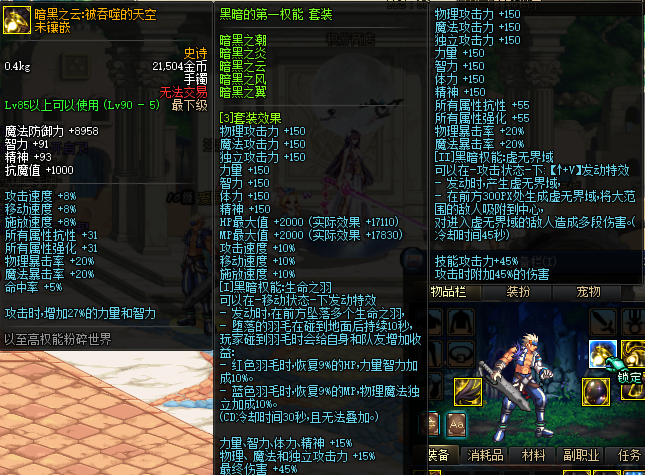 暗黑之云:被吞噬的天空
未镶嵌
史诗
0.4kg
21,504金币
手镯
无法交易
Lv85以上可以使用 (Lv90 - 5)
最下级
魔法防御力 +8958
智力 +91
精神 +93
抗魔值 +1000
攻击速度 +8%
移动速度 +8%
施放速度 +8%
所有属性抗性 +31
所有属性强化 +31
物理暴击率 +20%
魔法暴击率 +20%
命中率 +5%
攻击时,增加27%的力量和智力
以至高权能粉碎世界
黑暗的第一权能 套装
暗黑之潮
暗黑之炎
暗黑之云
暗黑之风
暗黑之翼
[3]套装效果
物理攻击力 +150
魔法攻击力 +150
独立攻击力 +150
力量 +150
智力 +150
体力 +150
精神 +150
HP最大值 +2000 (实际效果 +17110)
MP最大值 +2000 (实际效果 +17830)
攻击速度 +10%
移动速度 +10%
施放速度 +10%
[I]黑暗权能:生命之羽
可以在-移动状态-下发动特效
- 发动时,在前方坠落多个生命之羽,
- 堕落的羽毛在碰到地面后持续10秒,
玩家碰到羽毛时会给自身和队友增加收
益:
- 红色羽毛时,恢复9%的HP,力量智力加
成10%。
- 蓝色羽毛时,恢复9%的MP,物理魔法独
立加成10%。
(CD冷却时间30秒,且无法叠加。)
力量、智力、体力、精神 +15%
物理、魔法和独立攻击力 +15%
最终伤害 +45%
物理攻击力 +150
魔法攻击力 +150
独立攻击力 +150
力量 +150
智力 +150
体力 +150
精神 +150
所有属性抗性 +55
所有属性强化 +55
物理暴击率 +20%
魔法暴击率 +20%
[II]黑暗权能:虚无界域
可以在-攻击状态-下:【↑+V】发动特效
- 发动时,产生虚无界域,
- 在前方300PX处生成虚无界域,将大范
围的敌人吸附到中心,
对进入虚无界域的敌人造成多段伤害。(
冷却时间45秒)
技能攻击力+45%
攻击时附加45%的伤害
物品栏
装扮
宠物
锁定
装备
消耗品
材料
副职业
任务